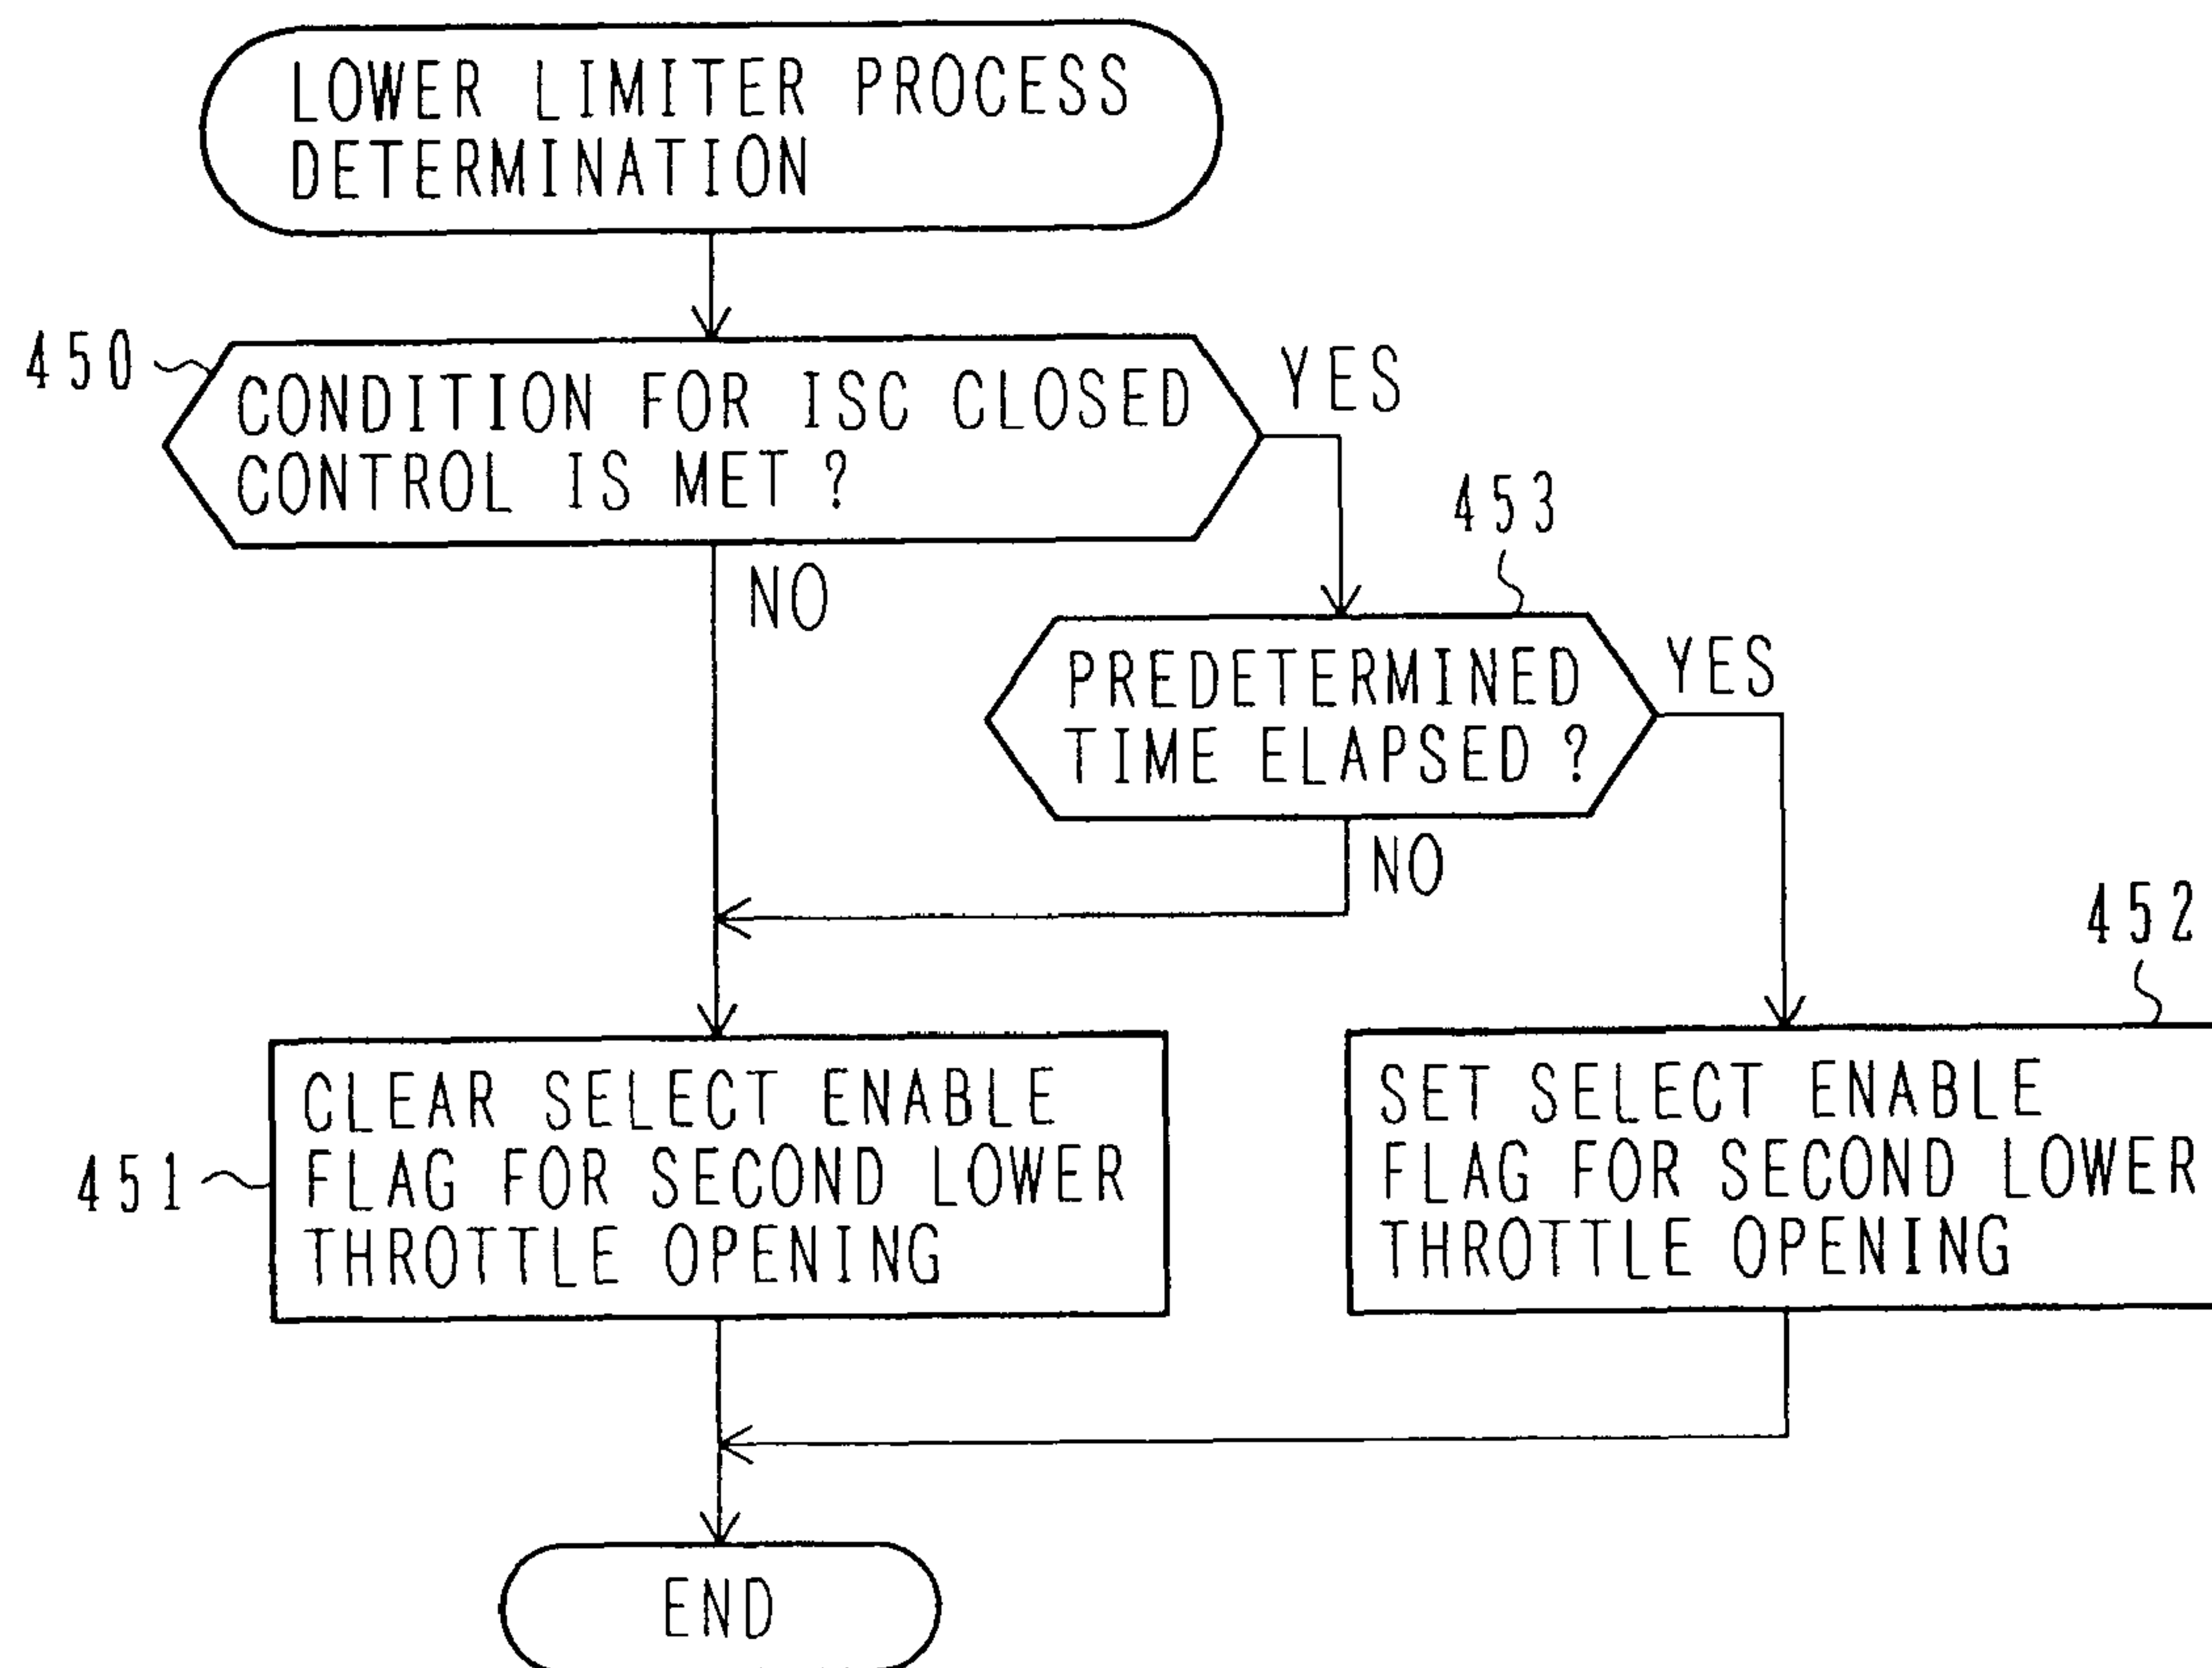 LOWER LIMITER PROCESS
DETERMINATION
450
CONDITION FOR ISC CLOSED
CONTROL IS MET ?
YES
NO
453
PREDETERMINED
TIME ELAPSED ?
YES
NO
451
CLEAR SELECT ENABLE
FLAG FOR SECOND LOWER
THROTTLE OPENING
452
SET SELECT ENABLE
FLAG FOR SECOND LOWER
THROTTLE OPENING
END